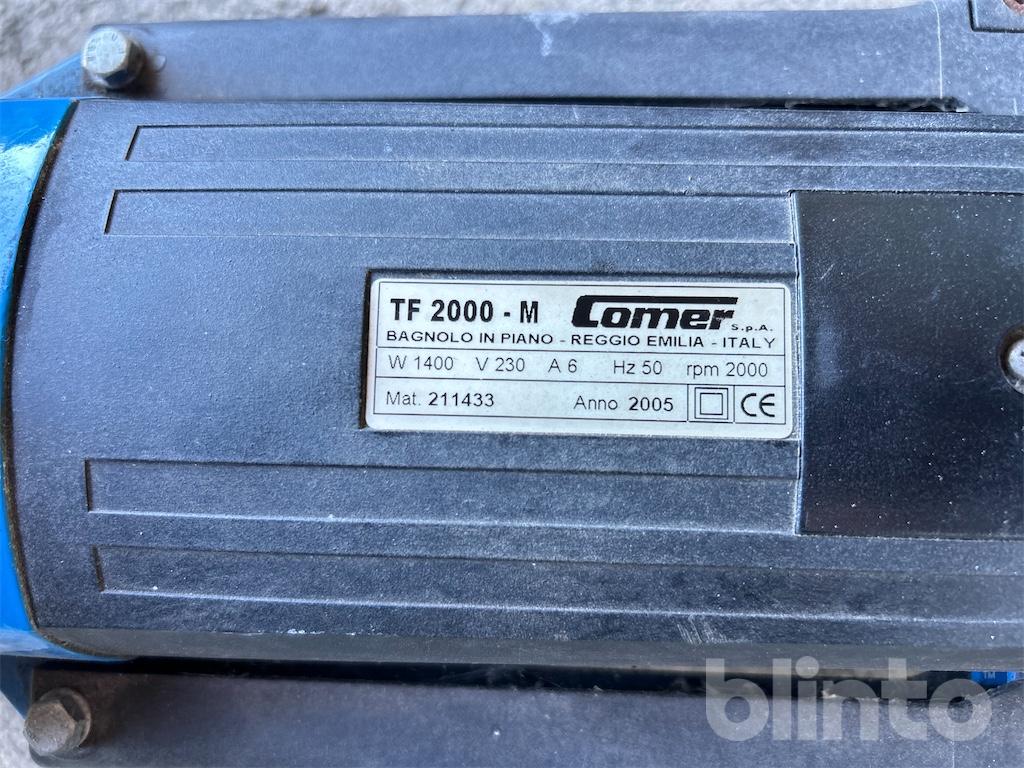 TF 2000 - M Comer S.p.A.
BAGNOLO IN PIANO - REGGIO EMILIA - ITALY
W 1400 V 230 A 6 Hz 50 rpm 2000
Mat. 211433 Anno 2005 CE
blinto™